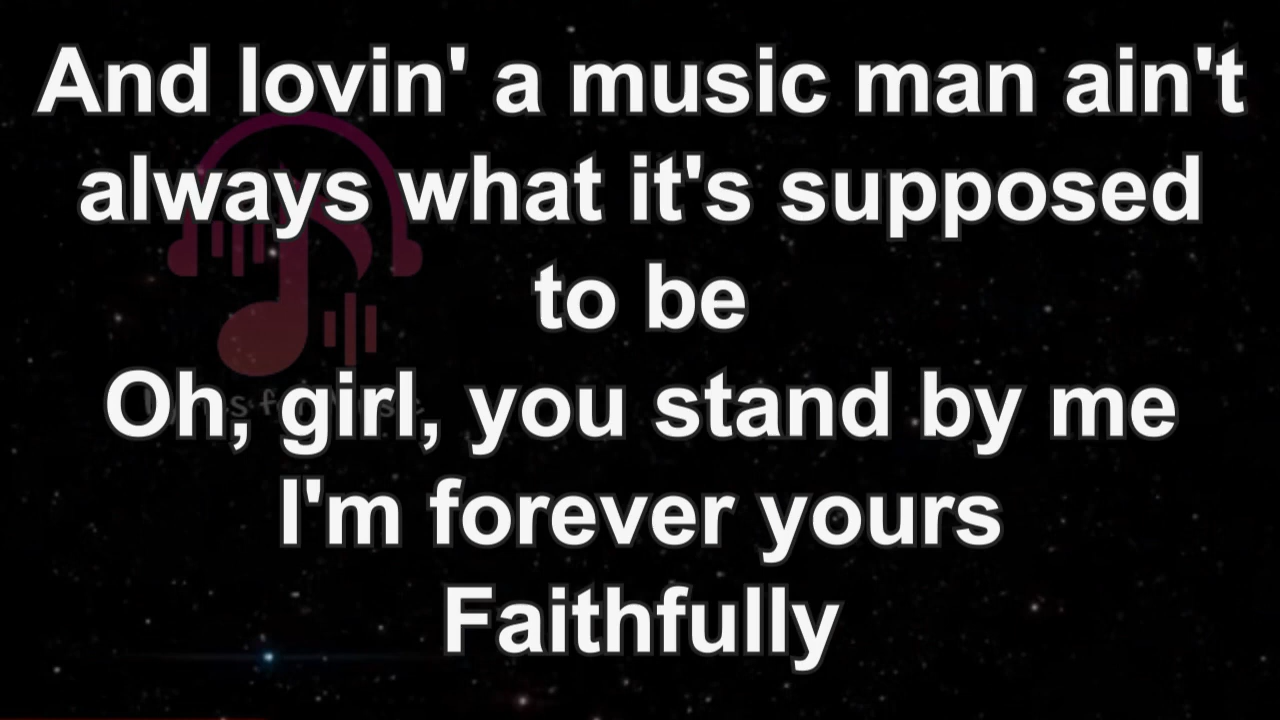 And lovin' a music man ain't
always what it's supposed
to be
Oh, girl, you stand by me
I'm forever yours
Faithfully